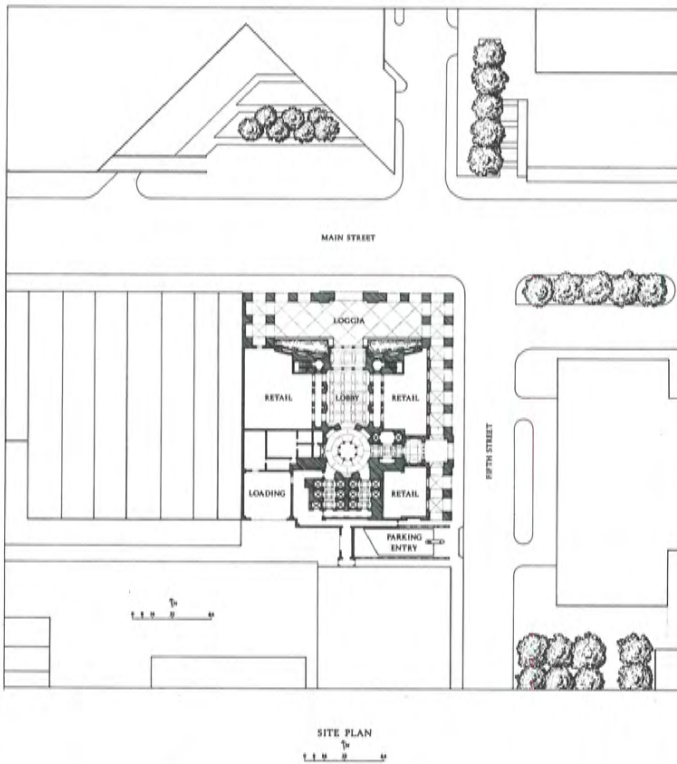 MAIN STREET
LOGGIA
RETAIL
LOBBY
RETAIL
FIFTH STREET
LOADING
RETAIL
PARKING
ENTRY
N
SITE PLAN
N